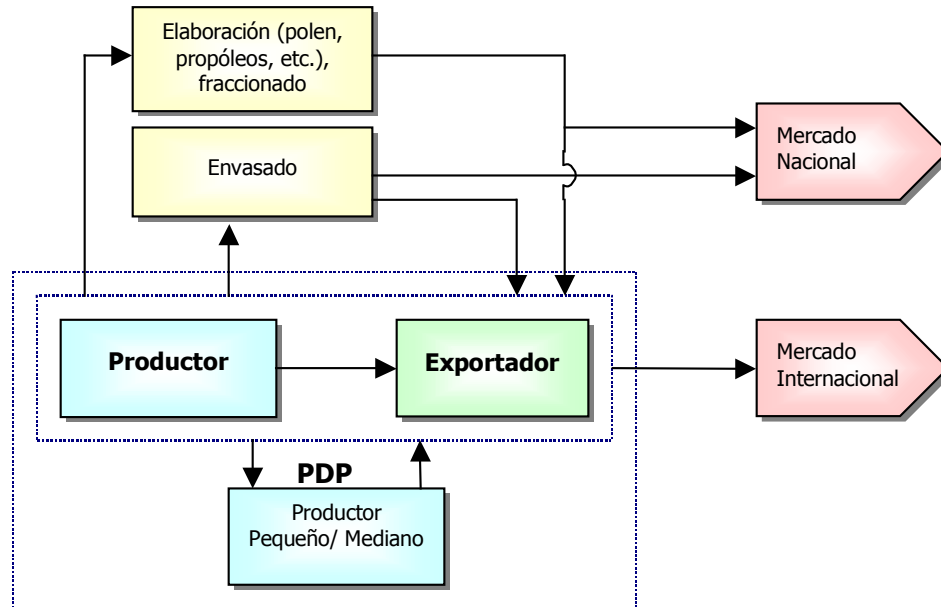 Elaboración (polen,
propóleos, etc.),
fraccionado
Envasado
Mercado
Nacional
Productor
Exportador
Mercado
Internacional
PDP
Productor
Pequeño/ Mediano